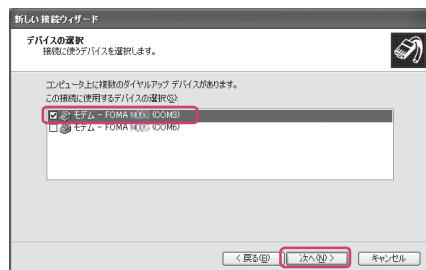 新しい接続ウィザード
デバイスの選択
接続に使うデバイスを選択します。
コンピュータ上に複数のダイヤルアップ デバイスがあります。
この接続に使用するデバイスの選択(S):
モデム - FOMA (COM3)
モデム - FOMA (COM6)
< 戻る(B)
次へ(N) >
キャンセル